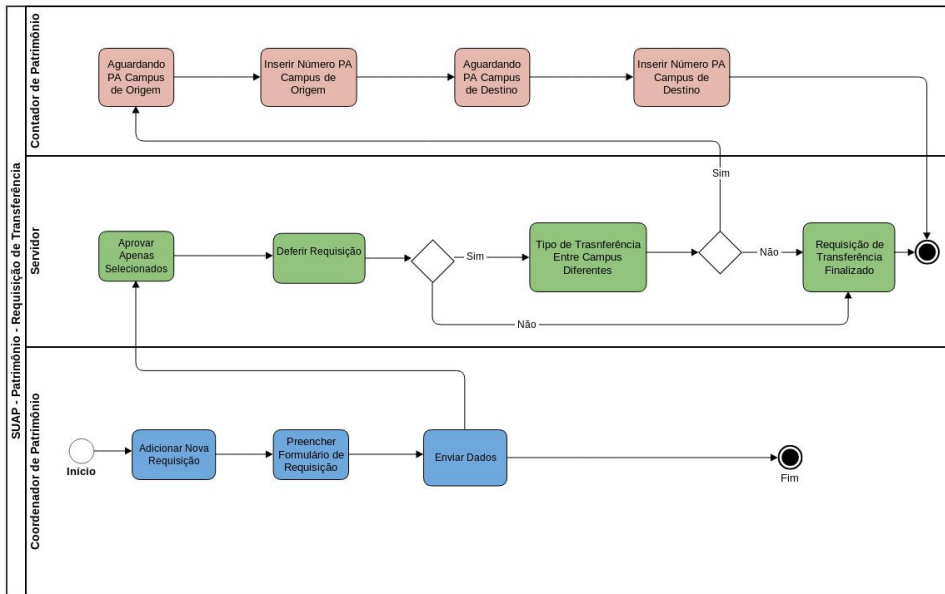 SUAP - Patrimônio - Requisição de Transferência
Contador de Patrimônio
Aguardando
PA Campus
de Origem
Inserir Número PA
Campus de
Origem
Aguardando
PA Campus
de Destino
Inserir Número PA
Campus de
Destino
Servidor
Aprovar
Apenas
Selecionados
Deferir Requisição
Sim
Tipo de Trasnferência
Entre Campus
Diferentes
Sim
Não
Requisição de
Transferência
Finalizado
Não
Coordenador de Patrimônio
Início
Adicionar Nova
Requisição
Preencher
Formulário de
Requisição
Enviar Dados
Fim